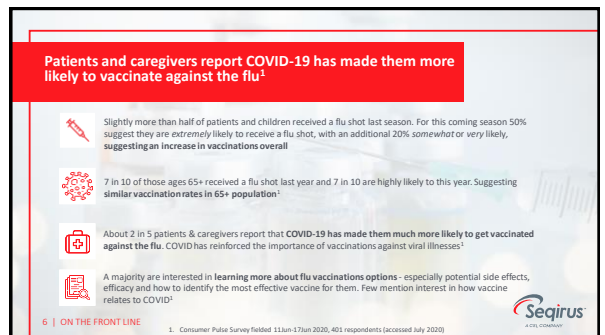 Patients and caregivers report COVID-19 has made them more
likely to vaccinate against the flu1
Slightly more than half of patients and children received a flu shot last season. For this coming season 50%
suggest they are extremely likely to receive a flu shot, with an additional 20% somewhat or very likely,
suggesting an increase in vaccinations overall
7 in 10 of those ages 65+ received a flu shot last year and 7 in 10 are highly likely to this year. Suggesting
similar vaccination rates in 65+ population1
About 2 in 5 patients & caregivers report that COVID-19 has made them much more likely to get vaccinated
against the flu. COVID has reinforced the importance of vaccinations against viral illnesses1
A majority are interested in learning more about flu vaccinations options - especially potential side effects,
efficacy and how to identify the most effective vaccine for them. Few mention interest in how vaccine
relates to COVID1
6 | ON THE FRONT LINE
1. Consumer Pulse Survey fielded 11Jun-17Jun 2020, 401 respondents (accessed July 2020)
Seqirus
A CSL COMPANY